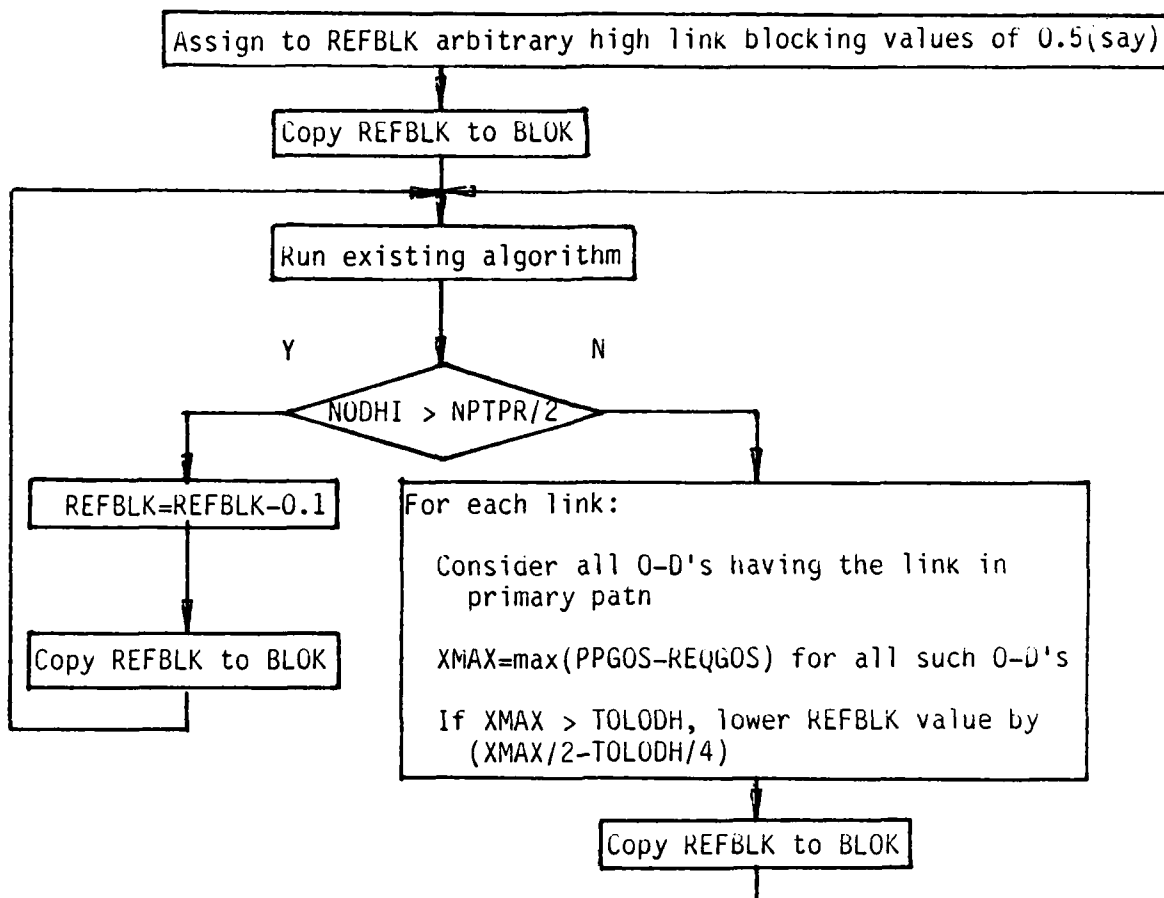 Assign to REFBLK arbitrary high link blocking values of 0.5(say)
Copy REFBLK to BLOK
Run existing algorithm
Y
N
NODHI > NPTPR/2
REFBLK=REFBLK-0.1
Copy REFBLK to BLOK
For each link:
Consider all O-D's having the link in
primary path
XMAX=max(PPGOS-REQGOS) for all such O-D's
If XMAX > TOLODH, lower REFBLK value by
(XMAX/2-TOLODH/4)
Copy REFBLK to BLOK